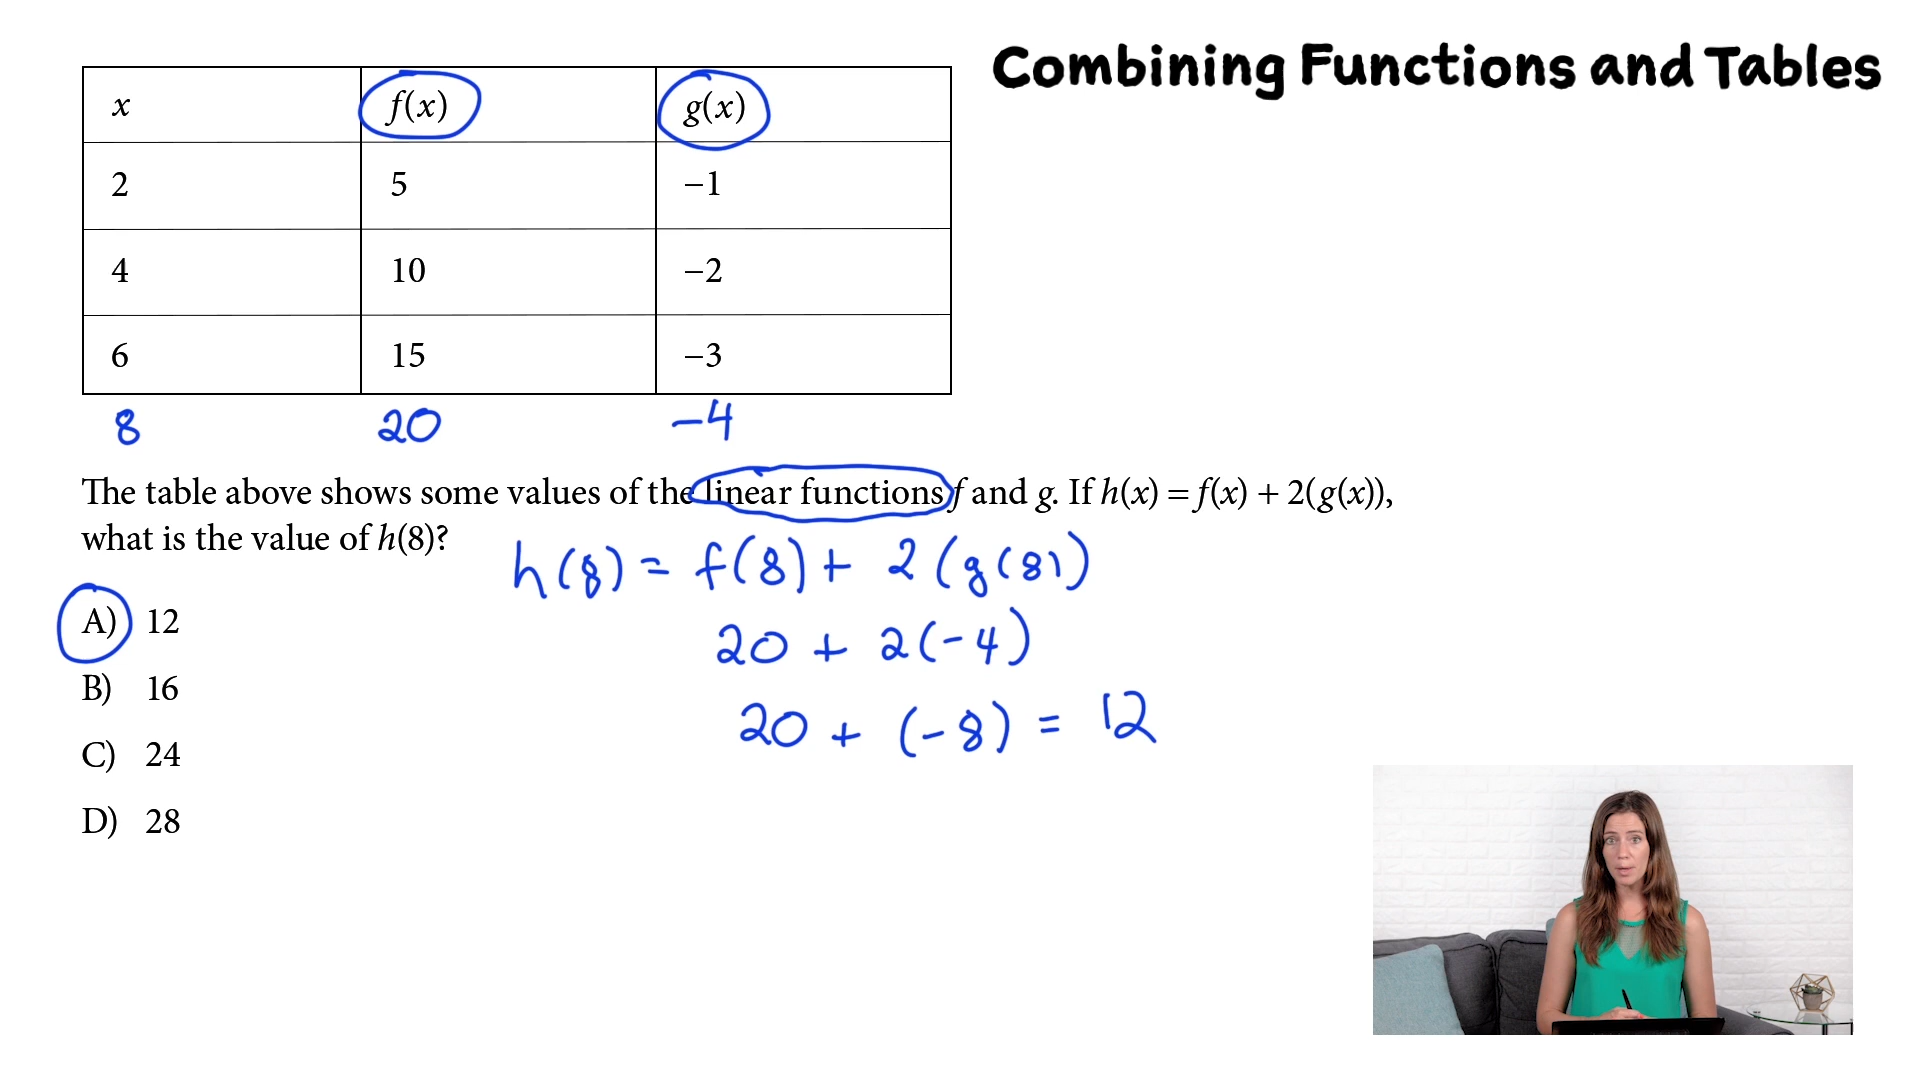 Combining Functions and Tables
x f(x) g(x)
2 5 −1
4 10 −2
6 15 −3
8 20 −4
The table above shows some values of the linear functions f and g. If h(x) = f(x) + 2(g(x)),
what is the value of h(8)?
h(8) = f(8) + 2(g(8))
20 + 2(-4)
20 + (-8) = 12
A) 12
B) 16
C) 24
D) 28